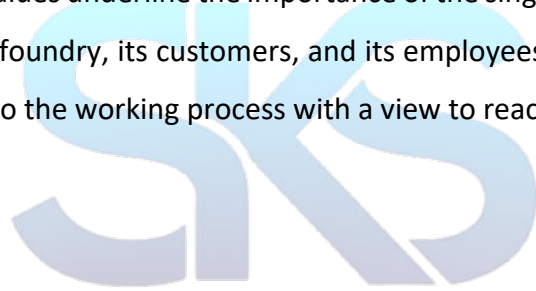 alues underline the importance of the sing
foundry, its customers, and its employees
o the working process with a view to reac
SKS